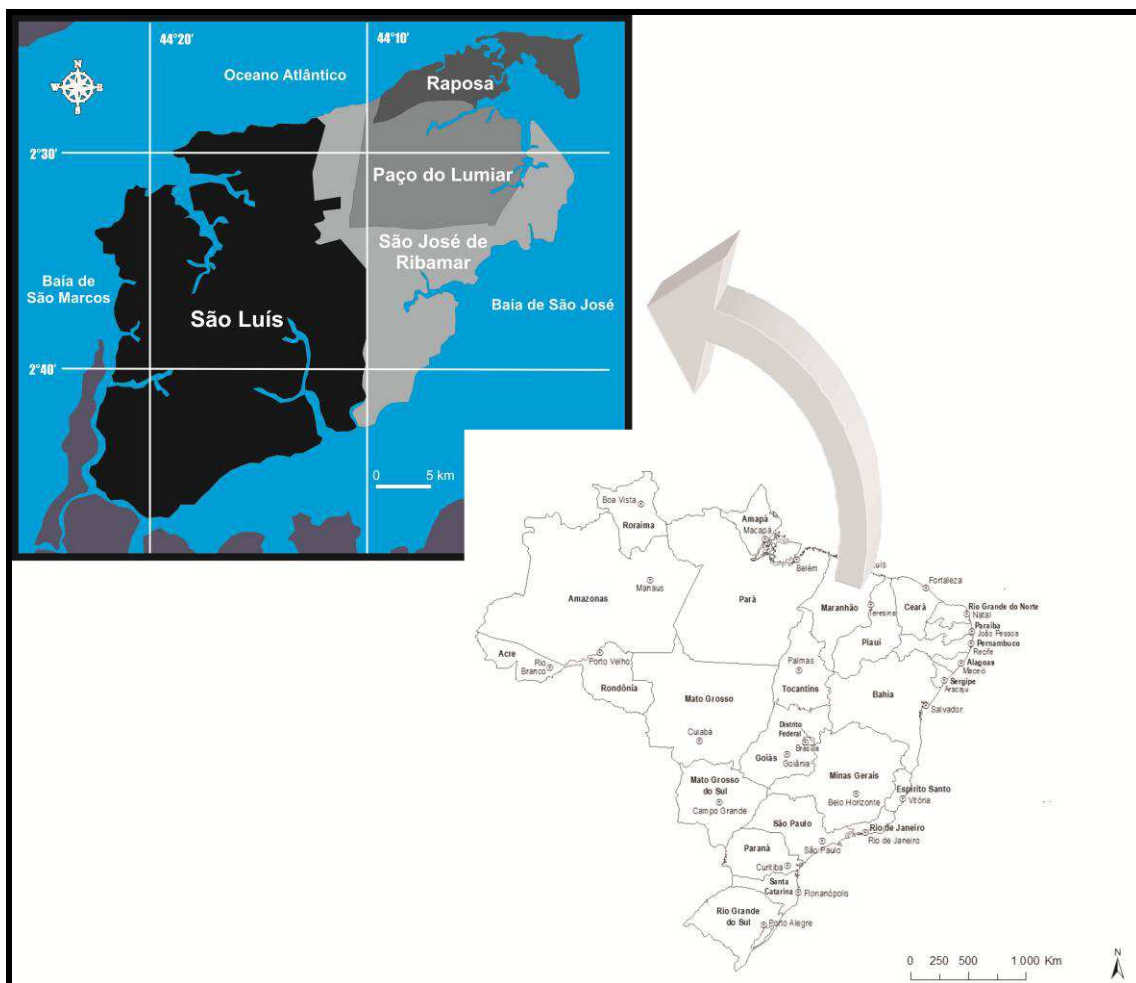 44°20' 44°10'
N
W E
S
Oceano Atlântico
Raposa
2°30'
Paço do Lumiar
São José de
Ribamar
Baía de
São Marcos
Baía de São José
São Luís
2°40'
0 5 km
Boa Vista
Roraima
Amapá
Macapá
Belém
Manaus
Amazonas
Pará
Maranhão
Teresina
Ceará
Fortaleza
Rio Grande do Norte
Natal
Paraíba
João Pessoa
Pernambuco
Recife
Piauí
Alagoas
Maceió
Sergipe
Aracaju
Acre
Rio
Branco
Porto Velho
Rondônia
Mato Grosso
Cuiabá
Palmas
Tocantins
Bahia
Salvador
Distrito
Federal
Brasília
Goiás
Goiânia
Minas Gerais
Belo Horizonte
Espírito Santo
Vitória
Mato Grosso
do Sul
Campo Grande
São Paulo
São Paulo
Rio de Janeiro
Rio de Janeiro
Paraná
Curitiba
Santa
Catarina
Florianópolis
Rio Grande
do Sul
Porto Alegre
0 250 500 1.000 Km
N